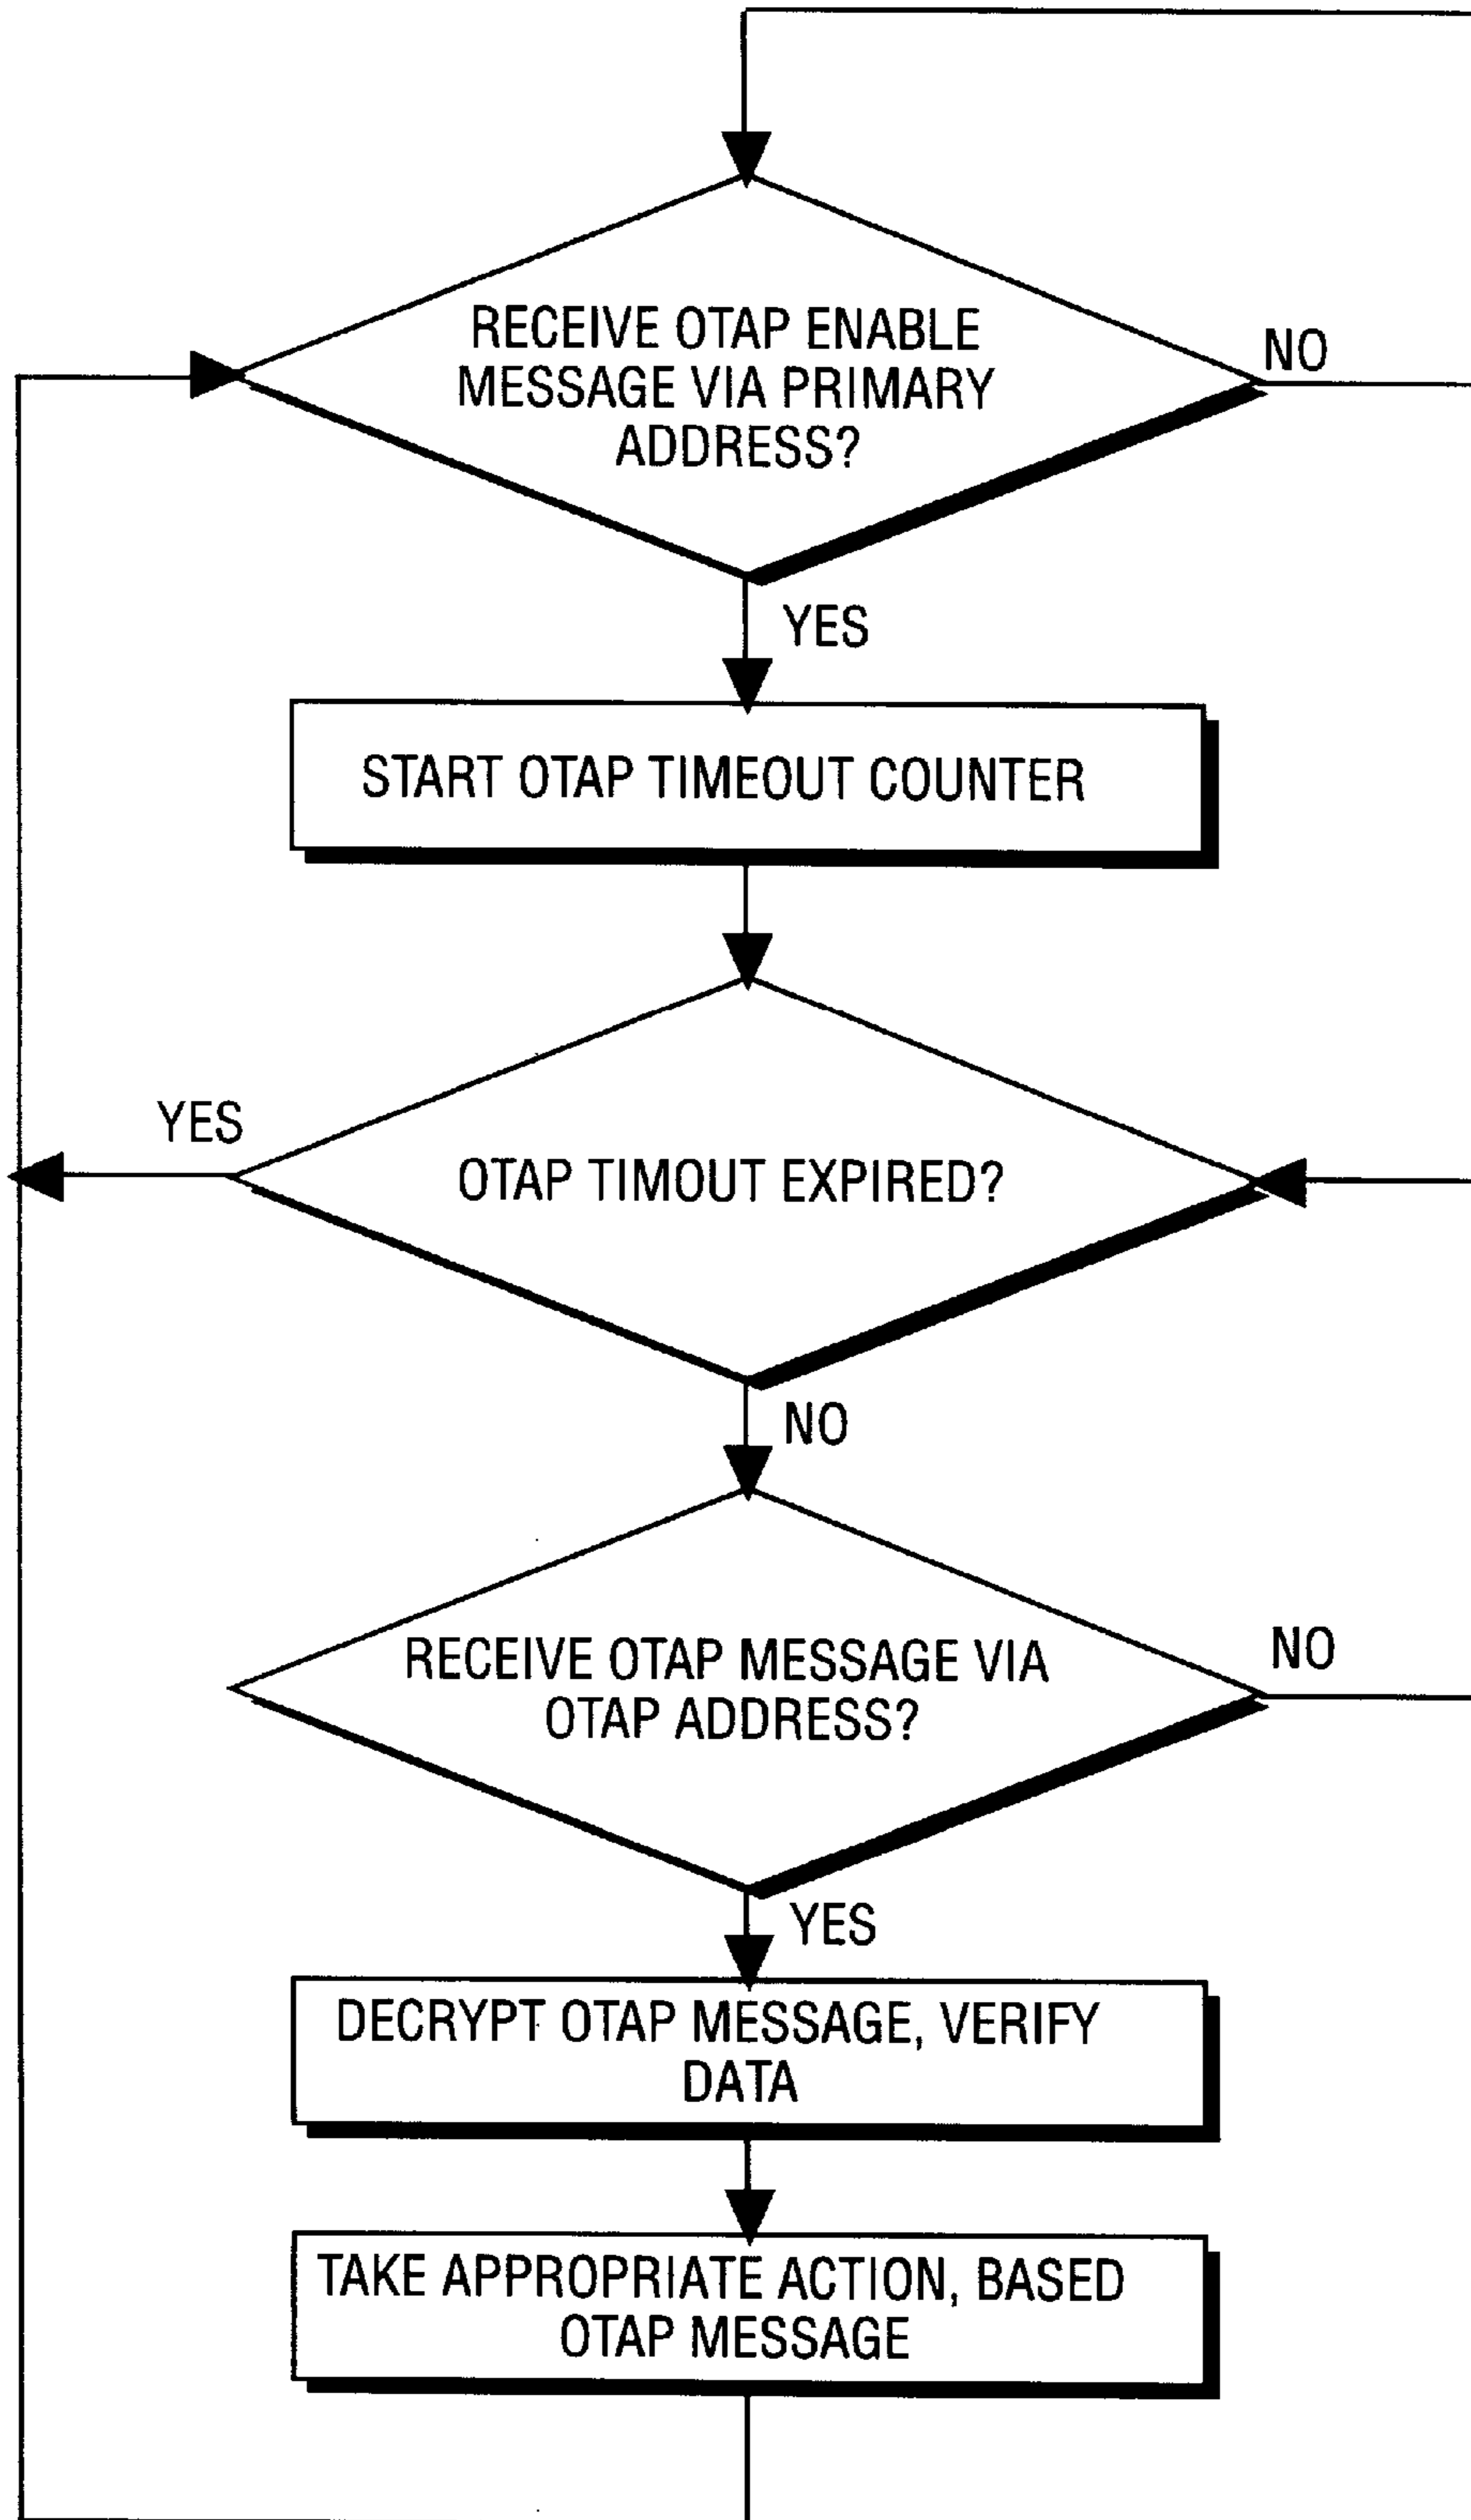 RECEIVE OTAP ENABLE
MESSAGE VIA PRIMARY
ADDRESS?
NO
YES
START OTAP TIMEOUT COUNTER
YES
OTAP TIMOUT EXPIRED?
NO
RECEIVE OTAP MESSAGE VIA
OTAP ADDRESS?
NO
YES
DECRYPT OTAP MESSAGE, VERIFY
DATA
TAKE APPROPRIATE ACTION, BASED
OTAP MESSAGE